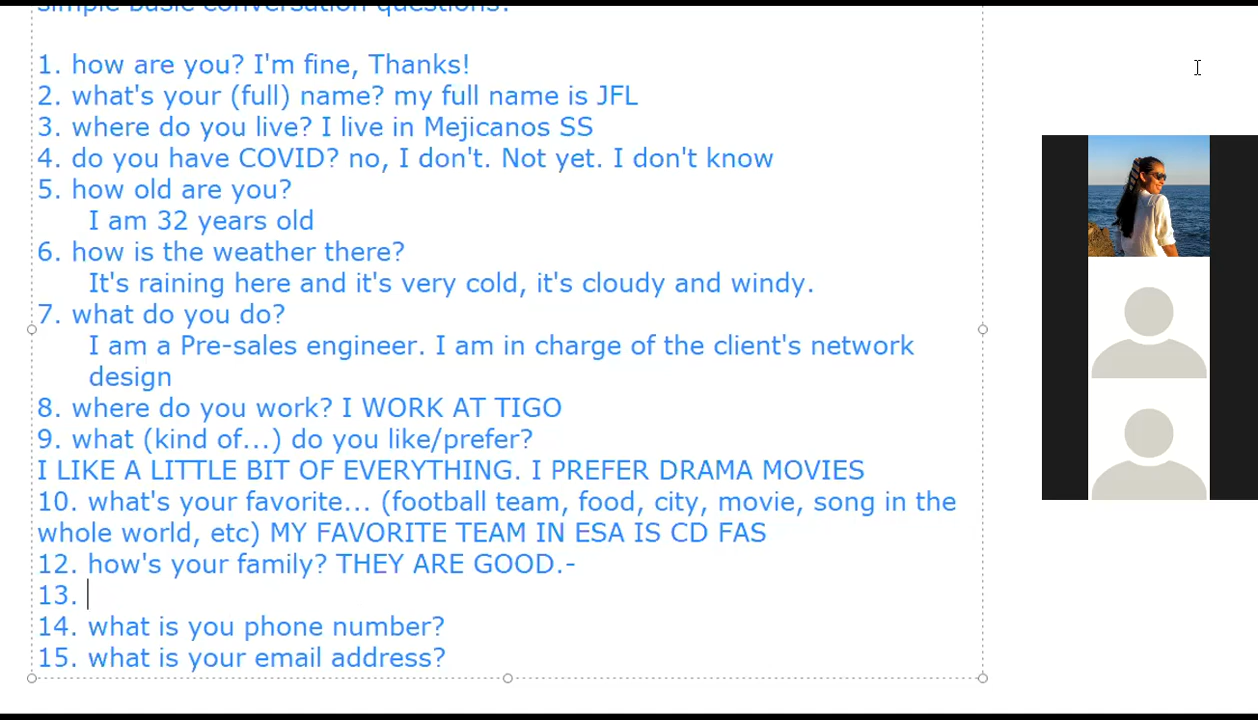 simple basic conversation questions?
1. how are you? I'm fine, Thanks!
2. what's your (full) name? my full name is JFL
3. where do you live? I live in Mejicanos SS
4. do you have COVID? no, I don't. Not yet. I don't know
5. how old are you?
I am 32 years old
6. how is the weather there?
It's raining here and it's very cold, it's cloudy and windy.
7. what do you do?
I am a Pre-sales engineer. I am in charge of the client's network
design
8. where do you work? I WORK AT TIGO
9. what (kind of...) do you like/prefer?
I LIKE A LITTLE BIT OF EVERYTHING. I PREFER DRAMA MOVIES
10. what's your favorite... (football team, food, city, movie, song in the
whole world, etc) MY FAVORITE TEAM IN ESA IS CD FAS
12. how's your family? THEY ARE GOOD.-
13.
14. what is you phone number?
15. what is your email address?